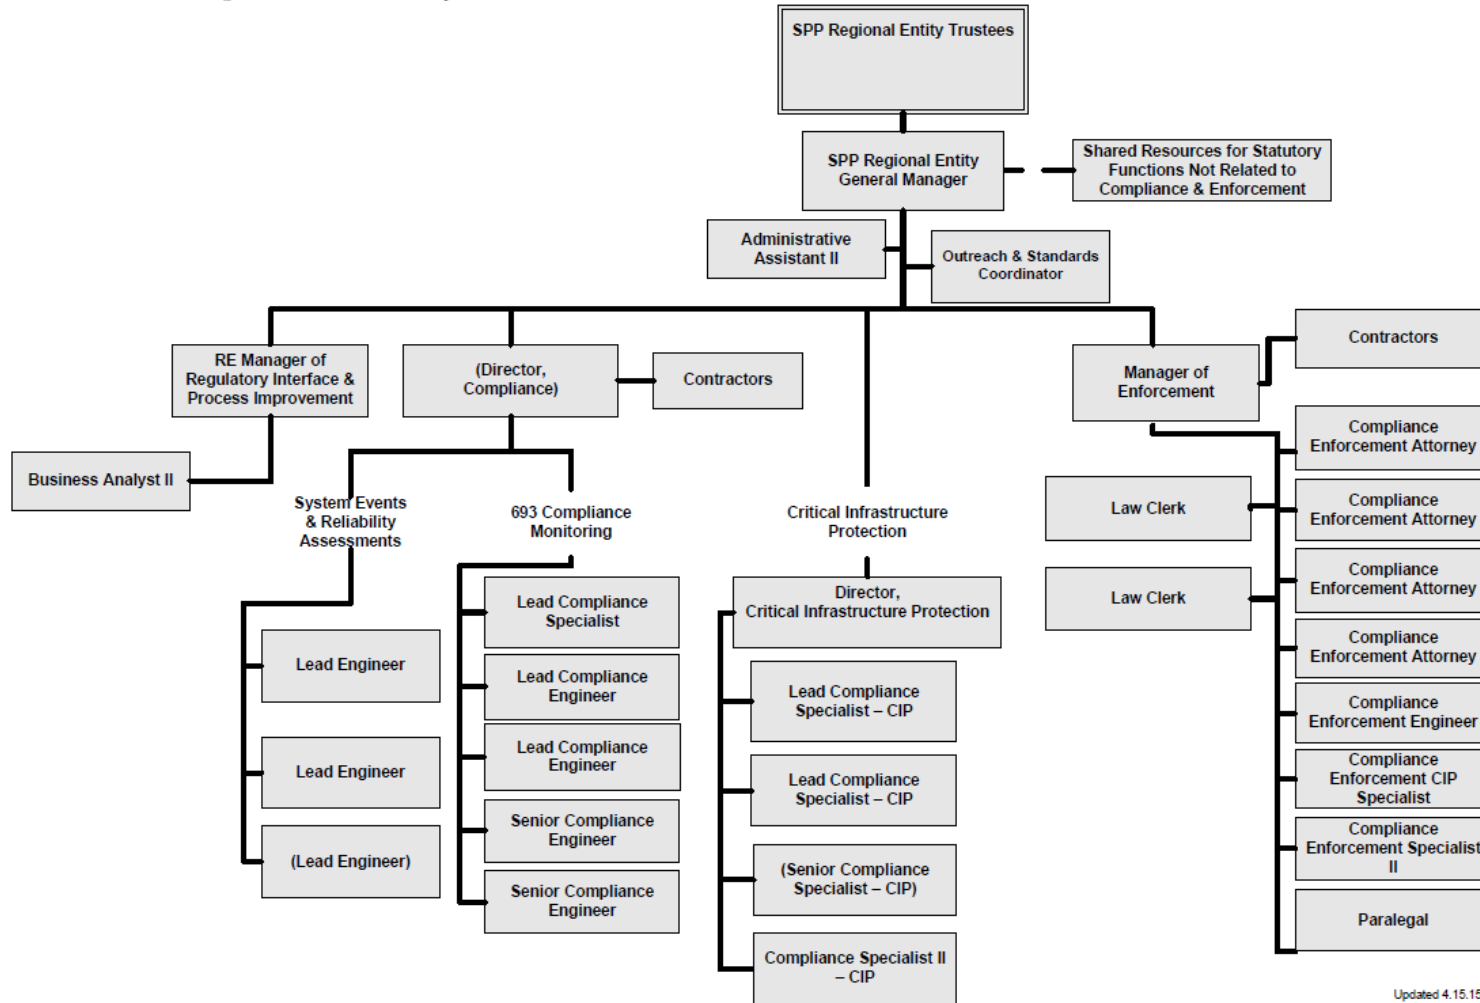 SPP Regional Entity Trustees
SPP Regional Entity
General Manager
Shared Resources for Statutory
Functions Not Related to
Compliance & Enforcement
Administrative
Assistant II
Outreach & Standards
Coordinator
RE Manager of
Regulatory Interface &
Process Improvement
(Director,
Compliance)
Contractors
Manager of
Enforcement
Contractors
Business Analyst II
System Events
& Reliability
Assessments
693 Compliance
Monitoring
Critical Infrastructure
Protection
Lead Engineer
Lead Engineer
(Lead Engineer)
Lead Compliance
Specialist
Lead Compliance
Engineer
Lead Compliance
Engineer
Senior Compliance
Engineer
Senior Compliance
Engineer
Director,
Critical Infrastructure Protection
Lead Compliance
Specialist – CIP
Lead Compliance
Specialist – CIP
(Senior Compliance
Specialist – CIP)
Compliance Specialist II
– CIP
Law Clerk
Law Clerk
Compliance
Enforcement Attorney
Compliance
Enforcement Attorney
Compliance
Enforcement Attorney
Compliance
Enforcement Attorney
Compliance
Enforcement Engineer
Compliance
Enforcement CIP
Specialist
Compliance
Enforcement Specialist
II
Paralegal
Updated 4.15.15